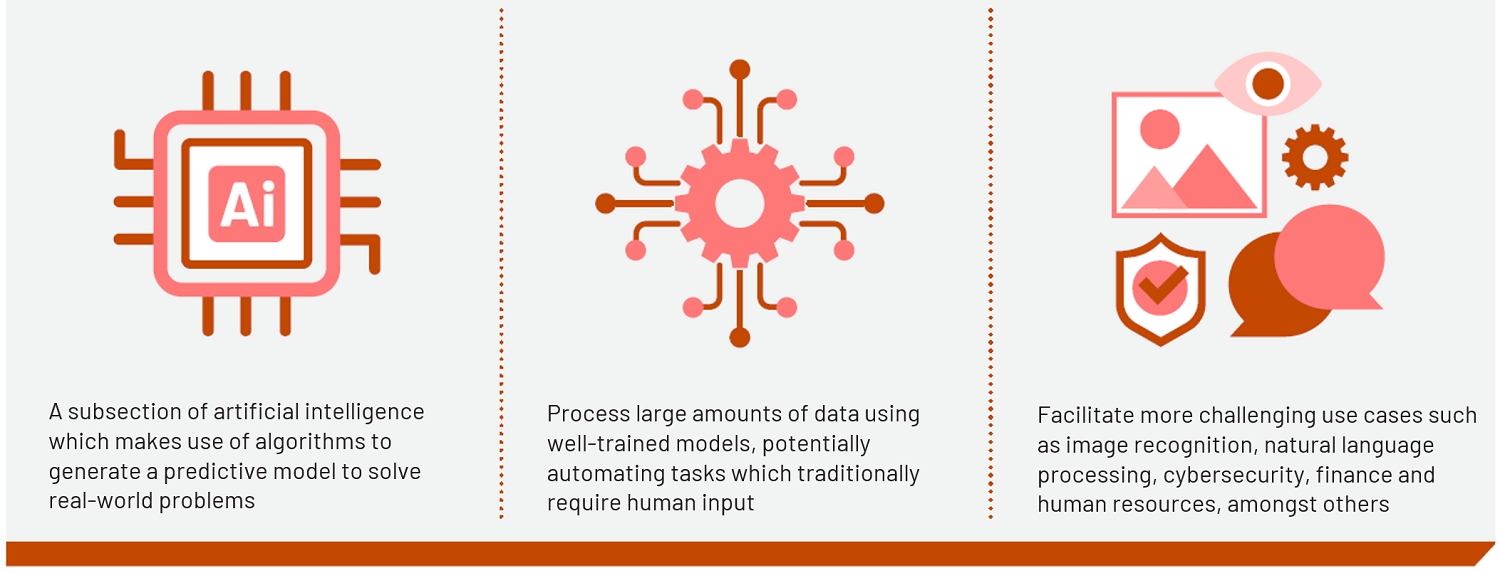 Ai
A subsection of artificial intelligence
which makes use of algorithms to
generate a predictive model to solve
real-world problems
Process large amounts of data using
well-trained models, potentially
automating tasks which traditionally
require human input
Facilitate more challenging use cases such
as image recognition, natural language
processing, cybersecurity, finance and
human resources, amongst others